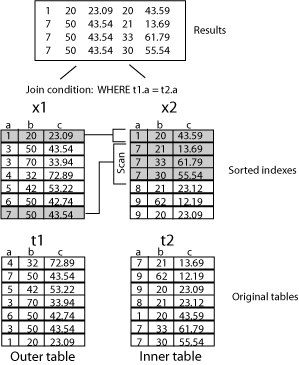 1 20 23.09 20 43.59
7 50 43.54 21 13.69
7 50 43.54 33 61.79
7 50 43.54 30 55.54
Results
Join condition: WHERE t1.a = t2.a
x1
a b c
1 20 23.09
3 50 43.54
3 70 33.94
4 32 72.89
5 42 53.22
6 50 42.74
7 50 43.54
Scan
x2
a b c
1 20 43.59
7 21 13.69
7 33 61.79
7 30 55.54
8 21 23.12
9 62 12.19
9 20 23.09
Sorted indexes
t1
a b c
4 32 72.89
7 50 43.54
5 42 53.22
3 70 33.94
6 50 42.74
3 50 43.54
1 20 23.09
Outer table
t2
a b c
7 21 13.69
9 62 12.19
9 20 23.09
8 21 23.12
1 20 43.59
7 33 61.79
7 30 55.54
Inner table
Original tables